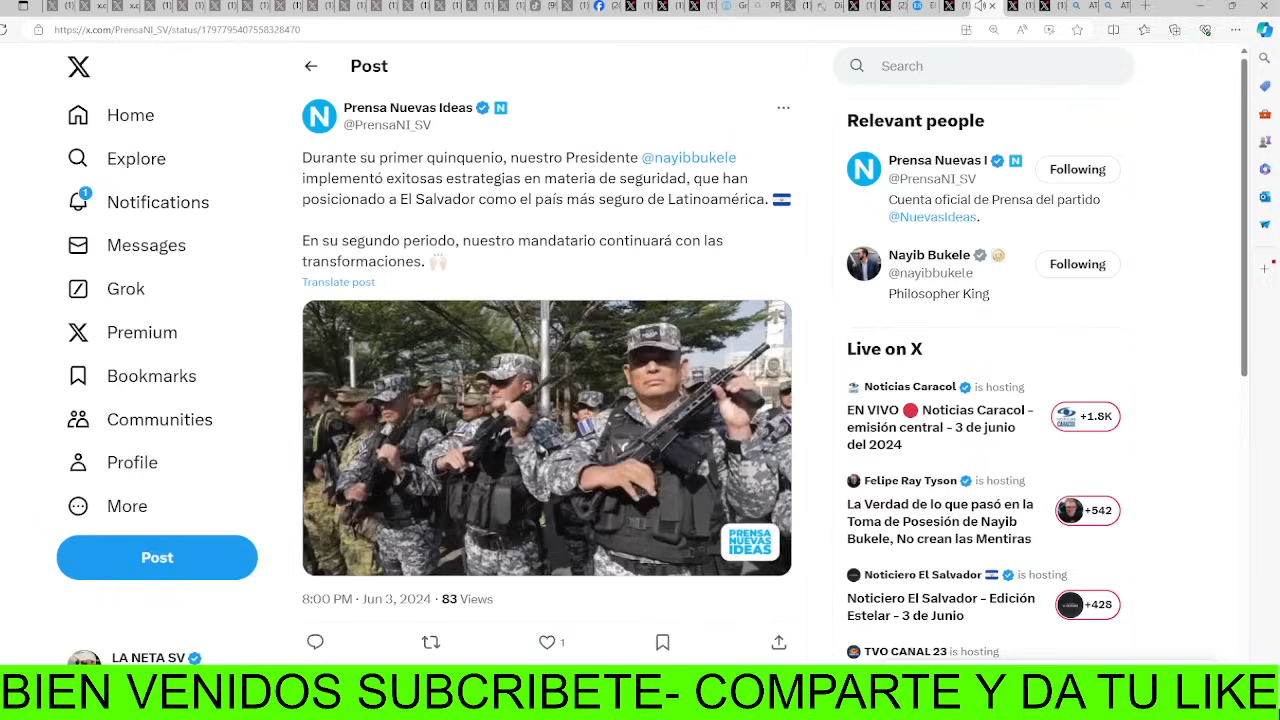 https://x.com/PrensaNI_SV/status/1797795407558328470
Home
Explore
1
Notifications
Messages
Grok
Premium
Bookmarks
Communities
Profile
More
Post
LA NETA SV
Post
Prensa Nuevas Ideas
@PrensaNI_SV
Durante su primer quinquenio, nuestro Presidente @nayibbukele
implementó exitosas estrategias en materia de seguridad, que han
posicionado a El Salvador como el país más seguro de Latinoamérica.
En su segundo periodo, nuestro mandatario continuará con las
transformaciones.
Translate post
PRENSA
NUEVAS
IDEAS
8:00 PM · Jun 3, 2024 · 83 Views
1
Search
Relevant people
Prensa Nuevas I
@PrensaNI_SV
Following
Cuenta oficial de Prensa del partido
@NuevasIdeas.
Nayib Bukele
@nayibbukele
Following
Philosopher King
Live on X
Noticias Caracol is hosting
EN VIVO Noticias Caracol -
emisión central - 3 de junio
del 2024
+1.8K
Felipe Ray Tyson is hosting
La Verdad de lo que pasó en la
Toma de Posesión de Nayib
Bukele, No crean las Mentiras
+542
Noticiero El Salvador is hosting
Noticiero El Salvador - Edición
Estelar - 3 de Junio
+428
TVO CANAL 23 is hosting
BIEN VENIDOS SUBCRIBETE- COMPARTE Y DA TU LIKE,